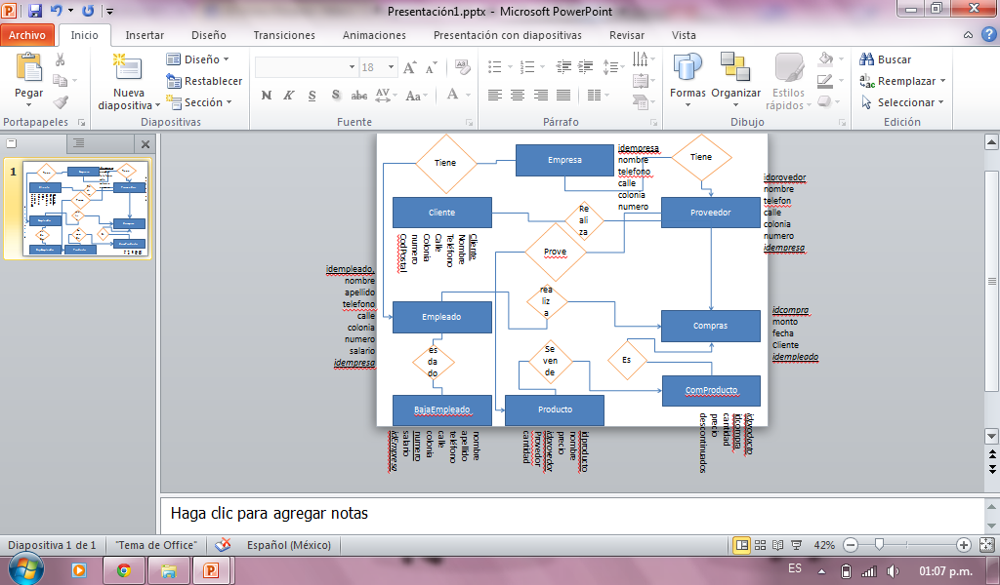 Presentación1.pptx - Microsoft PowerPoint
Archivo Inicio Insertar Diseño Transiciones Animaciones Presentación con diapositivas Revisar Vista
Pegar
Portapapeles
Nueva
diapositiva
Diseño
Restablecer
Sección
Diapositivas
18
N K S S abc AV Aa A
Fuente
Párrafo
Formas
Organizar
Estilos
rápidos
Dibujo
Buscar
Reemplazar
Seleccionar
Edición
1
Tiene
Empresa
idempresa
nombre
telefono
calle
colonia
numero
Tiene
Cliente
Re
ali
za
Proveedor
idprovedor
nombre
telefon
calle
colonia
numero
idempresa
Cliente
Nombre
Teléfono
Calle
Colonia
numero
CodPostal
Prove
idempleado,
nombre
apellido
telefono
calle
colonia
numero
salario
idempresa
Empleado
rea
liz
a
Compras
idcompra
monto
fecha
Cliente
idempleado
es
da
do
Se
ven
de
Es
ComProducto
BajaEmpleado
Producto
nombre
apellido
teléfono
calle
colonia
numero
salario
idEmpresa
idproducto
nombre
precio
idprovedor
Provedor
cantidad
idproducto
idcompra
cantidad
precio
descontinuados
Haga clic para agregar notas
Diapositiva 1 de 1 "Tema de Office" Español (México) 42%
ES 01:07 p.m.